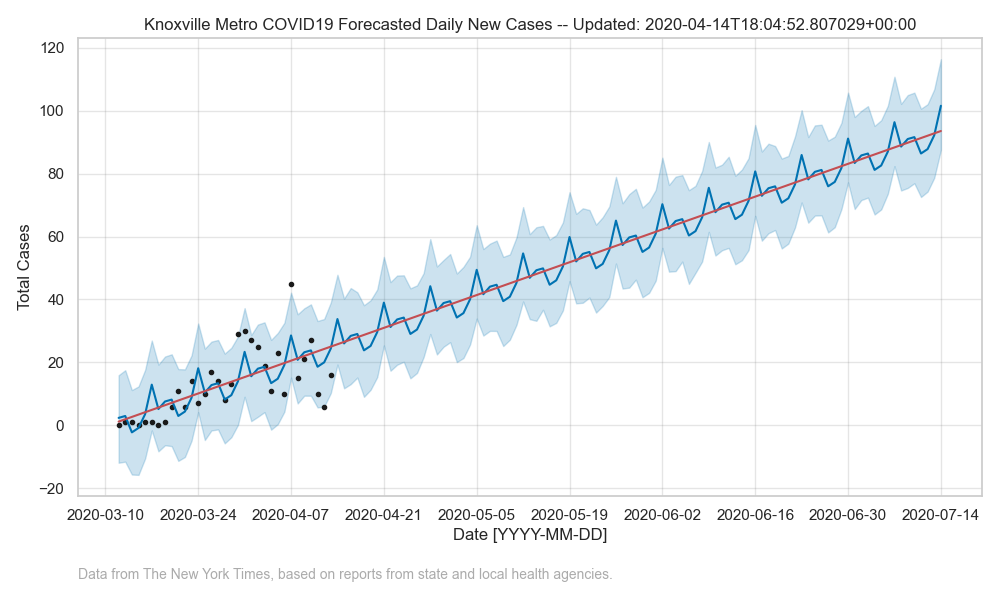 Knoxville Metro COVID19 Forecasted Daily New Cases -- Updated: 2020-04-14T18:04:52.807029+00:00
120
100
80
60
40
20
0
−20
Total Cases
2020-03-10 2020-03-24 2020-04-07 2020-04-21 2020-05-05 2020-05-19 2020-06-02 2020-06-16 2020-06-30 2020-07-14
Date [YYYY-MM-DD]
Data from The New York Times, based on reports from state and local health agencies.